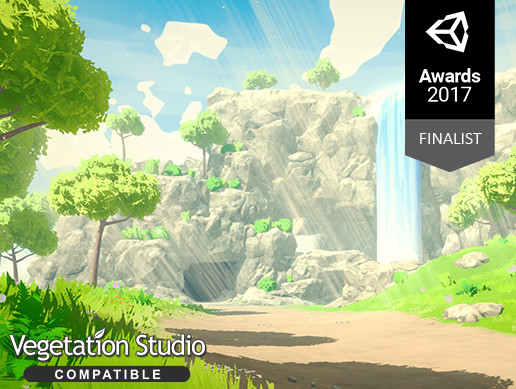 Awards
2017
FINALIST
Vegetation Studio
COMPATIBLE